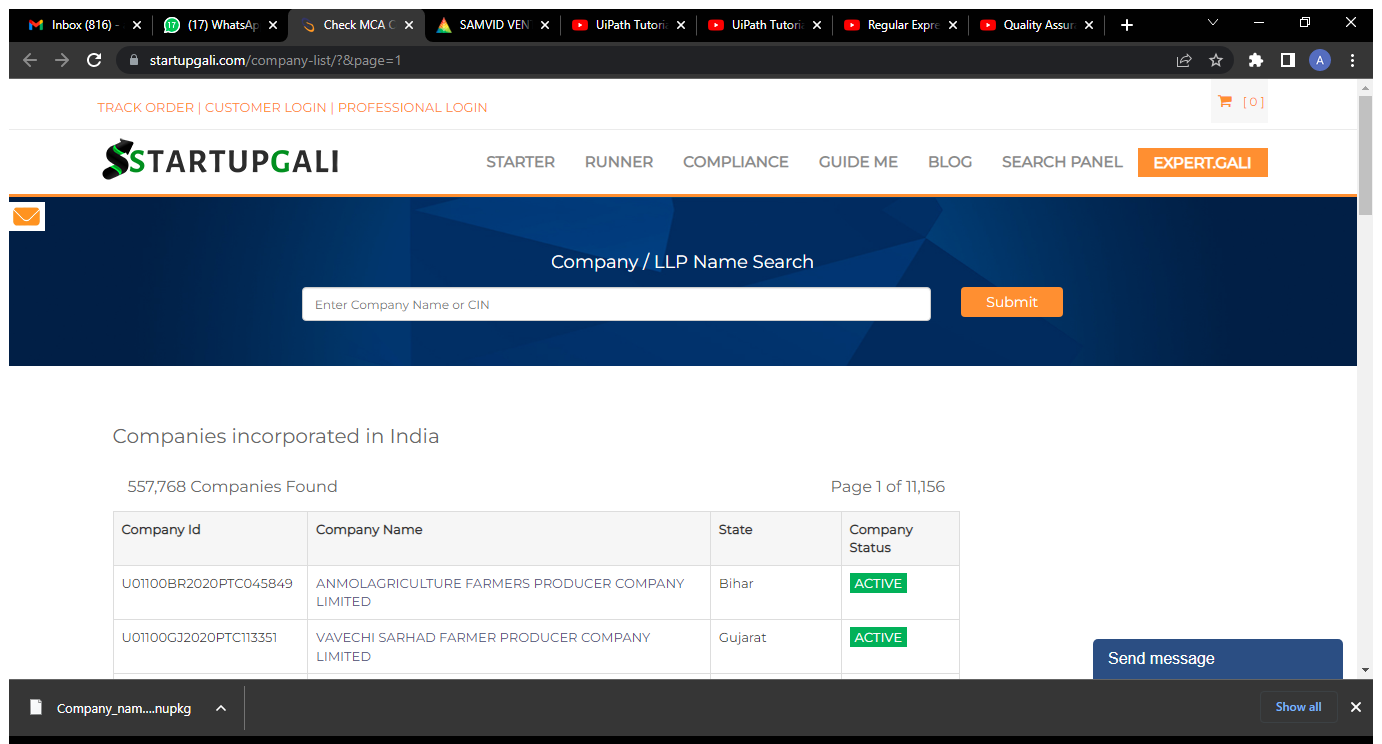 Inbox (816) - (17) WhatsAp Check MCA C SAMVID VEN UiPath Tutoria UiPath Tutoria Regular Expre Quality Assura
startupgali.com/company-list/?&page=1 A
TRACK ORDER | CUSTOMER LOGIN | PROFESSIONAL LOGIN [ 0 ]
STARTUPGALI STARTER RUNNER COMPLIANCE GUIDE ME BLOG SEARCH PANEL EXPERT.GALI
Company / LLP Name Search
Enter Company Name or CIN Submit
Companies incorporated in India
557,768 Companies Found Page 1 of 11,156
Company Id Company Name State Company
Status
U01100BR2020PTC045849 ANMOLAGRICULTURE FARMERS PRODUCER COMPANY Bihar ACTIVE
LIMITED
U01100GJ2020PTC113351 VAVECHI SARHAD FARMER PRODUCER COMPANY Gujarat ACTIVE
LIMITED
Send message
Company_nam....nupkg Show all